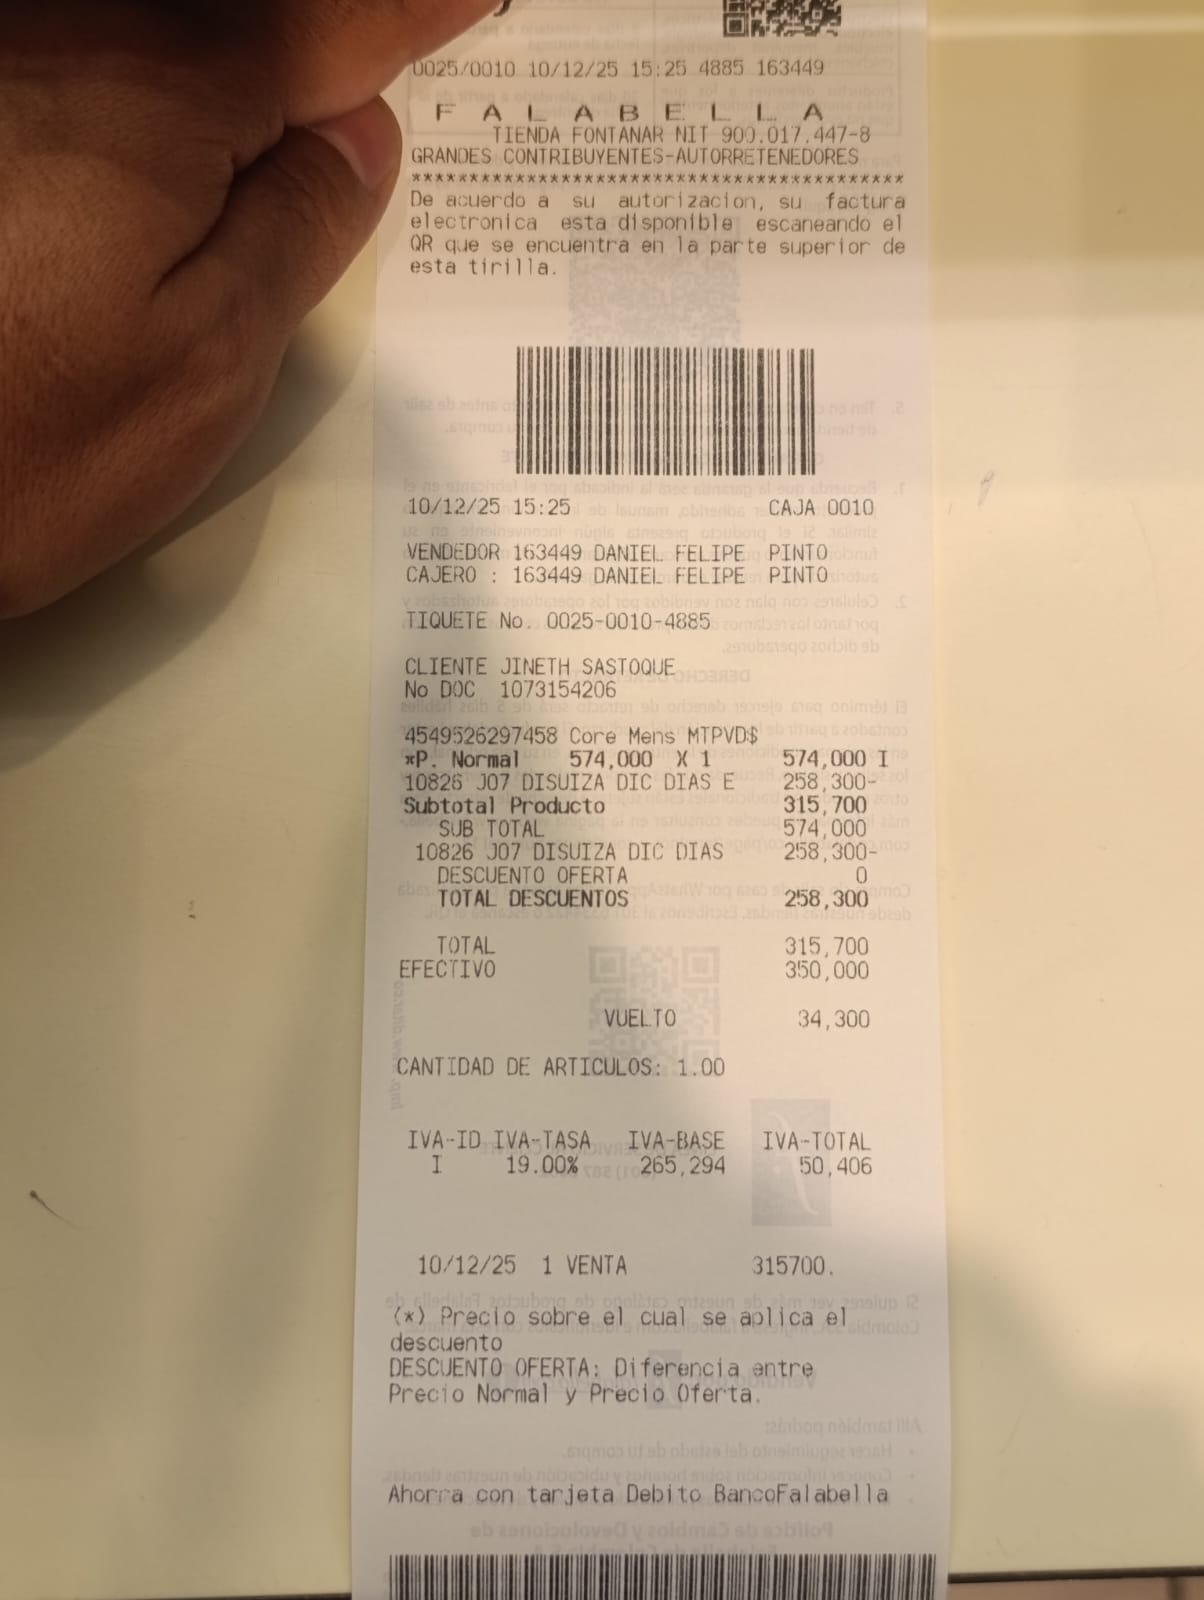 0025/0010 10/12/25 15:25 4885 163449
F A L A B E L L A
TIENDA FONTANAR NIT 900.017.447-8
GRANDES CONTRIBUYENTES-AUTORRETENEDORES
******************************************
De acuerdo a su autorizacion, su factura
electronica esta disponible escaneando el
QR que se encuentra en la parte superior de
esta tirilla.
10/12/25 15:25 CAJA 0010
VENDEDOR 163449 DANIEL FELIPE PINTO
CAJERO : 163449 DANIEL FELIPE PINTO
TIQUETE No. 0025-0010-4885
CLIENTE JINETH SASTOQUE
No DOC 1073154206
4549526297458 Core Mens MTPVD$
*P. Normal 574,000 X 1 574,000 I
10826 J07 DISUIZA DIC DIAS E 258,300-
Subtotal Producto 315,700
SUB TOTAL 574,000
10826 J07 DISUIZA DIC DIAS 258,300-
DESCUENTO OFERTA 0
TOTAL DESCUENTOS 258,300
TOTAL 315,700
EFECTIVO 350,000
VUELTO 34,300
CANTIDAD DE ARTICULOS: 1.00
IVA-ID IVA-TASA IVA-BASE IVA-TOTAL
I 19.00% 265,294 50,406
10/12/25 1 VENTA 315700.
(*) Precio sobre el cual se aplica el
descuento
DESCUENTO OFERTA: Diferencia entre
Precio Normal y Precio Oferta.
Ahorra con tarjeta Debito BancoFalabella